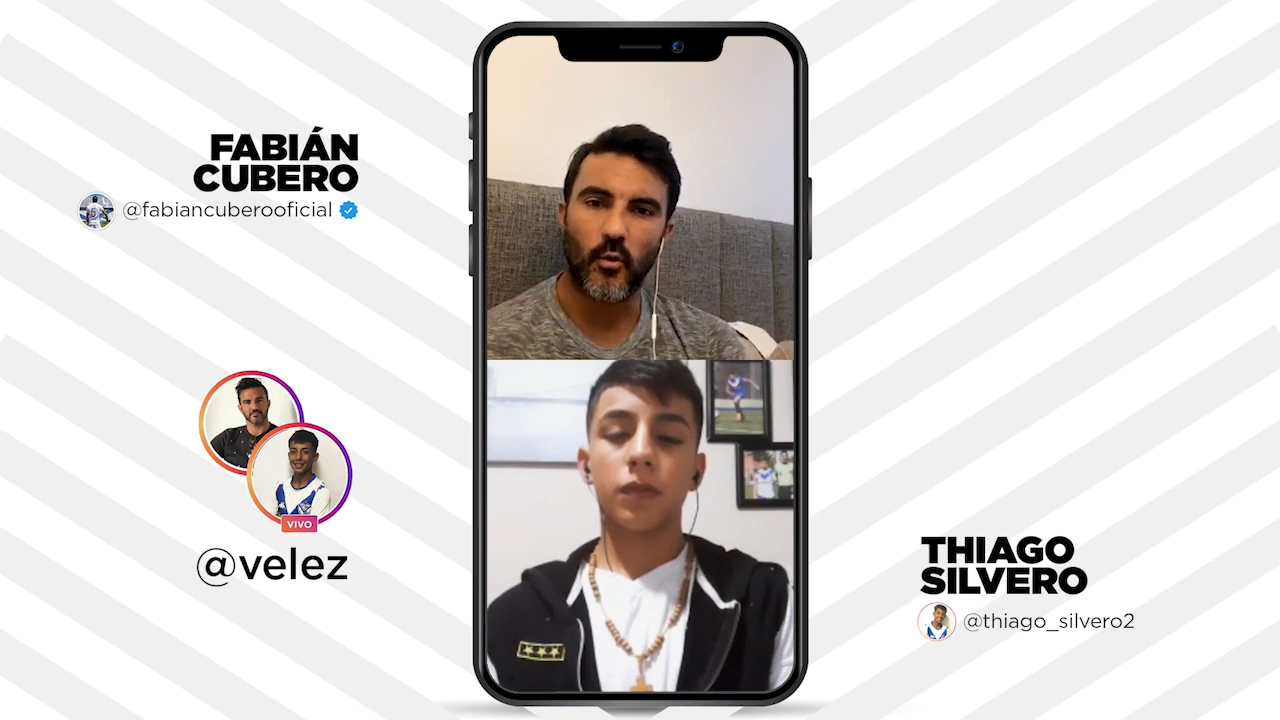 FABIÁN
CUBERO
@fabiancuberooficial
VIVO
@velez
THIAGO
SILVERO
@thiago_silvero2